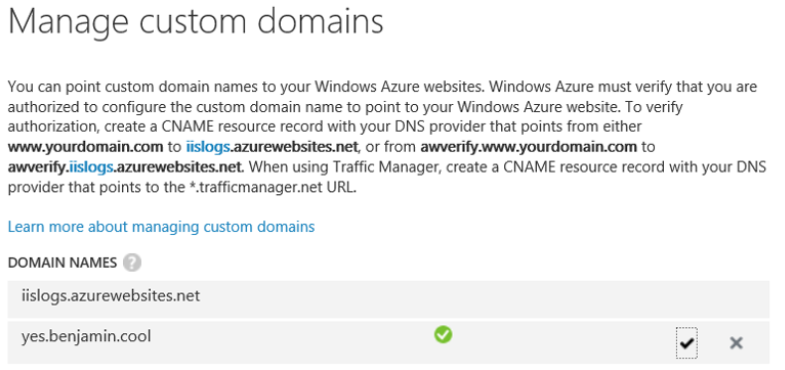 Manage custom domains
You can point custom domain names to your Windows Azure websites. Windows Azure must verify that you are
authorized to configure the custom domain name to point to your Windows Azure website. To verify
authorization, create a CNAME resource record with your DNS provider that points from either
www.yourdomain.com to iislogs.azurewebsites.net, or from awverify.www.yourdomain.com to
awverify.iislogs.azurewebsites.net. When using Traffic Manager, create a CNAME resource record with your DNS
provider that points to the *.trafficmanager.net URL.
Learn more about managing custom domains
DOMAIN NAMES ?
iislogs.azurewebsites.net
yes.benjamin.cool